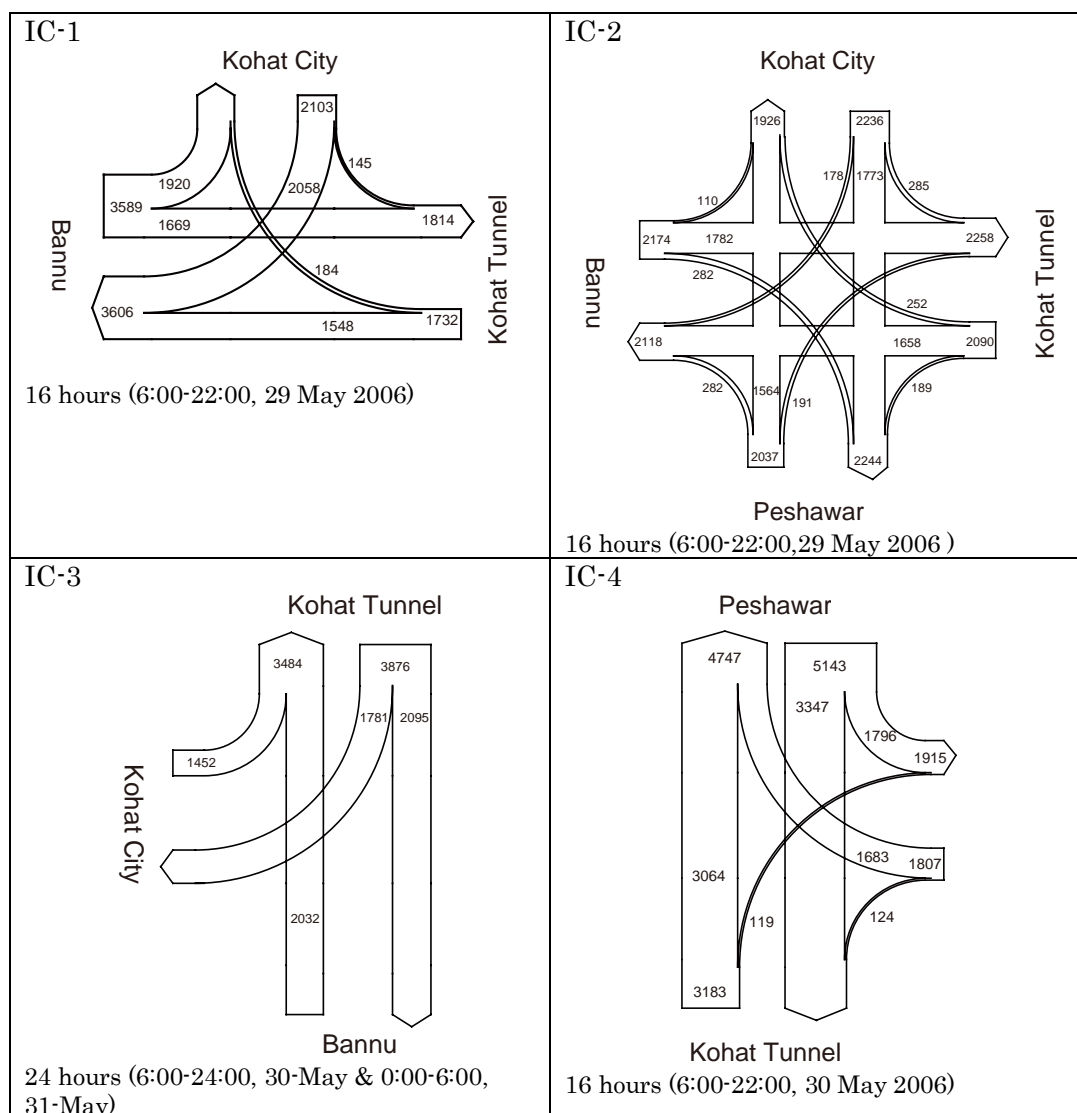 IC-1
Kohat City
2103
145
1920
2058
3589
1814
1669
Bannu
Kohat Tunnel
184
3606
1732
1548
16 hours (6:00-22:00, 29 May 2006)
IC-2
Kohat City
1926
2236
178
1773
285
110
2174
1782
2258
282
Bannu
Kohat Tunnel
252
2118
1658
2090
282
1564
191
189
2037
2244
Peshawar
16 hours (6:00-22:00,29 May 2006 )
IC-3
Kohat Tunnel
3484
3876
1781
2095
1452
Kohat City
2032
Bannu
24 hours (6:00-24:00, 30-May & 0:00-6:00,
31-May)
IC-4
Peshawar
4747
5143
3347
1796
1915
1683
1807
3064
119
124
3183
Kohat Tunnel
16 hours (6:00-22:00, 30 May 2006)